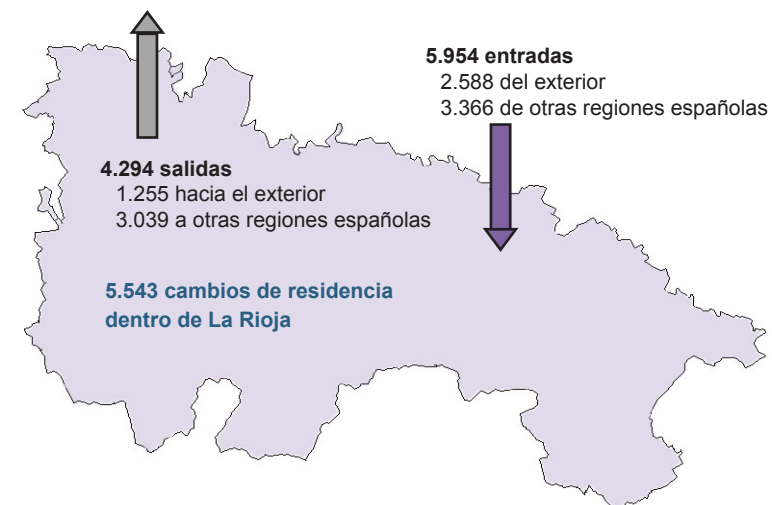 5.954 entradas
2.588 del exterior
3.366 de otras regiones españolas
4.294 salidas
1.255 hacia el exterior
3.039 a otras regiones españolas
5.543 cambios de residencia
dentro de La Rioja